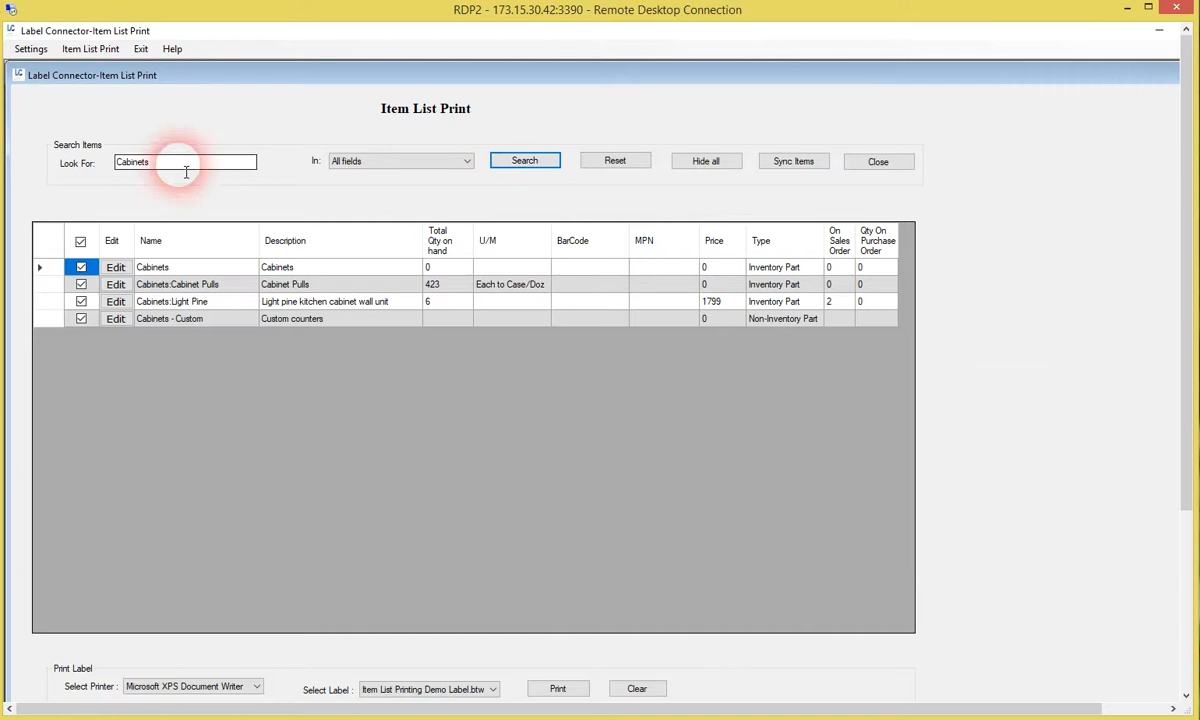 RDP2 - 173.15.30.42:3390 - Remote Desktop Connection
Label Connector-Item List Print
Settings Item List Print Exit Help
Label Connector-Item List Print
Item List Print
Search Items
Look For: Cabinets In: All fields Search Reset Hide all Sync Items Close
Edit Name Description Total Qty on hand U/M BarCode MPN Price Type On Sales Order Qty On Purchase Order
Edit Cabinets Cabinets 0 0 Inventory Part 0 0
Edit Cabinets:Cabinet Pulls Cabinet Pulls 423 Each to Case/Doz 0 Inventory Part 0 0
Edit Cabinets:Light Pine Light pine kitchen cabinet wall unit 6 1799 Inventory Part 2 0
Edit Cabinets - Custom Custom counters 0 Non-Inventory Part
Print Label
Select Printer : Microsoft XPS Document Writer Select Label : Item List Printing Demo Label.btw Print Clear